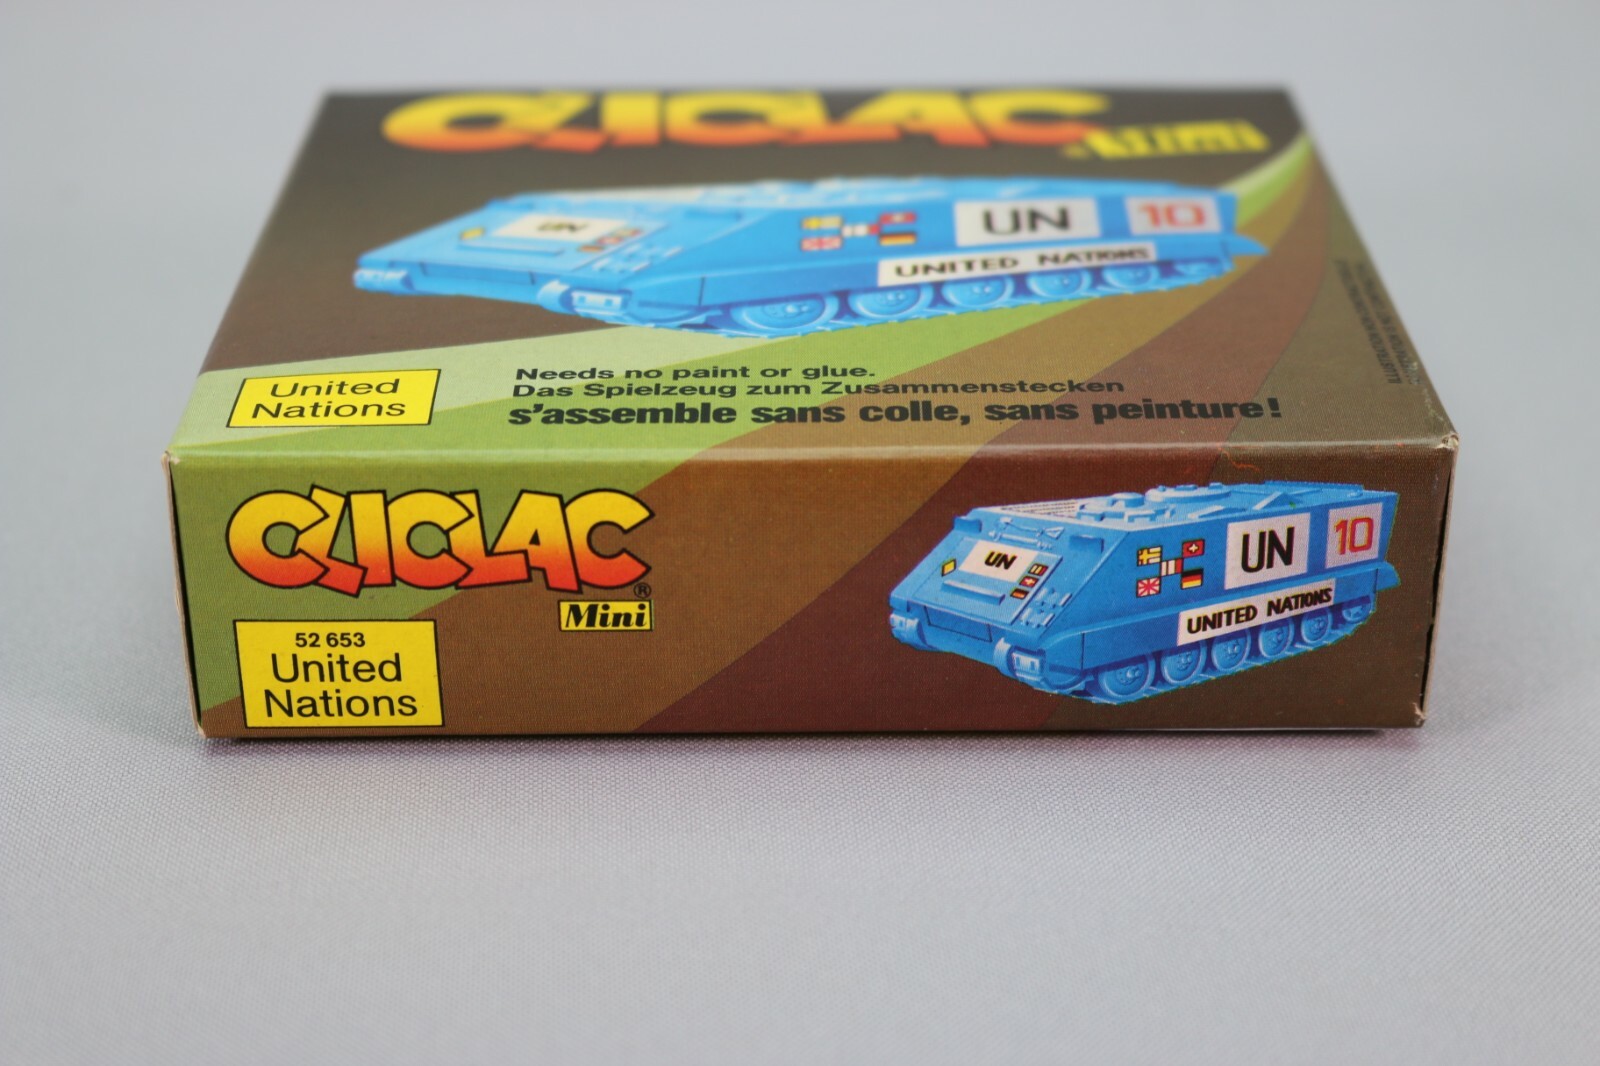 CLICLAC
Mini
UN
UN
10
UNITED NATIONS
United
Nations
Needs no paint or glue.
Das Spielzeug zum Zusammenstecken
s'assemble sans colle, sans peinture!
CLICLAC®
Mini
52 653
United
Nations
UN
UN
10
UNITED NATIONS